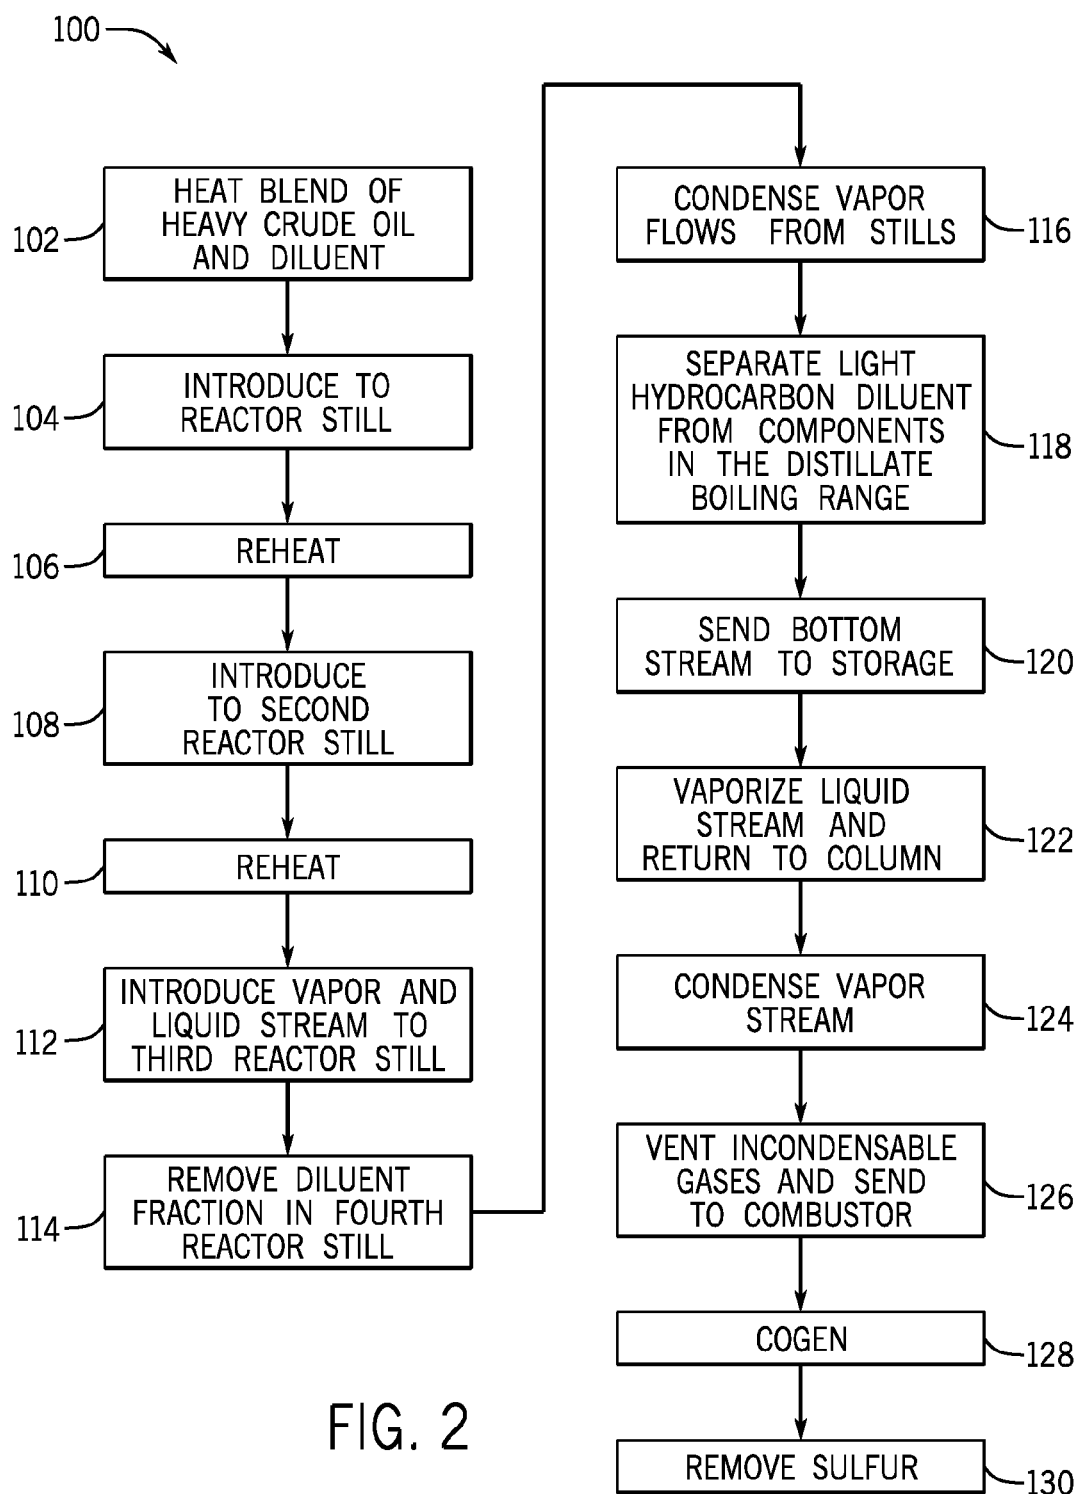 100
HEAT BLEND OF
HEAVY CRUDE OIL
AND DILUENT
102
INTRODUCE TO
REACTOR STILL
104
REHEAT
106
INTRODUCE
TO SECOND
REACTOR STILL
108
REHEAT
110
INTRODUCE VAPOR AND
LIQUID STREAM TO
THIRD REACTOR STILL
112
REMOVE DILUENT
FRACTION IN FOURTH
REACTOR STILL
114
CONDENSE VAPOR
FLOWS FROM STILLS
116
SEPARATE LIGHT
HYDROCARBON DILUENT
FROM COMPONENTS
IN THE DISTILLATE
BOILING RANGE
118
SEND BOTTOM
STREAM TO STORAGE
120
VAPORIZE LIQUID
STREAM AND
RETURN TO COLUMN
122
CONDENSE VAPOR
STREAM
124
VENT INCONDENSABLE
GASES AND SEND
TO COMBUSTOR
126
COGEN
128
REMOVE SULFUR
130
FIG. 2